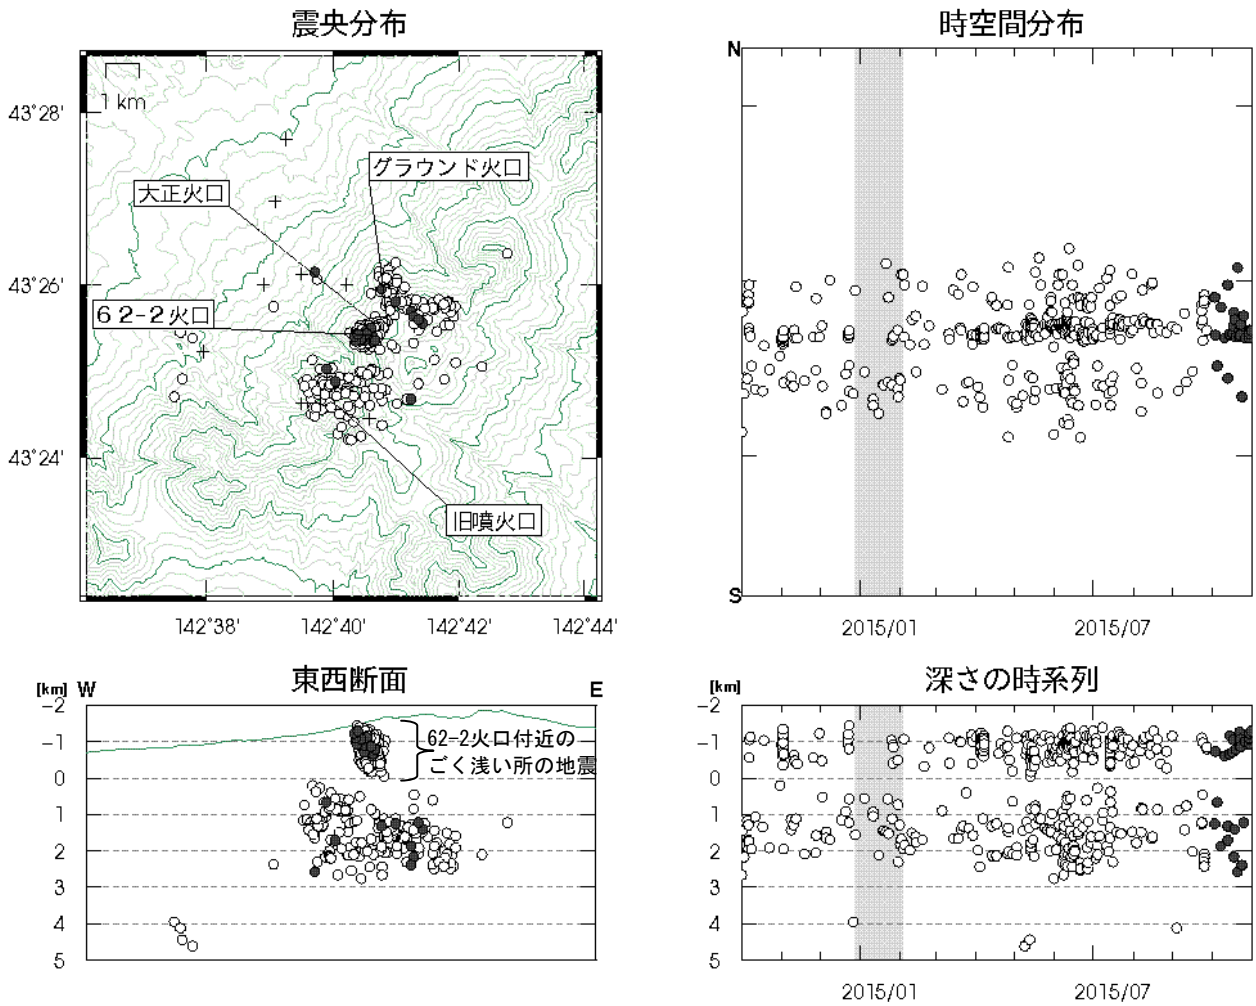 震央分布
1 km
43°28'
43°26'
43°24'
グラウンド火口
大正火口
62-2火口
旧噴火口
142°38'
142°40'
142°42'
142°44'
時空間分布
N
S
2015/01
2015/07
東西断面
[km] W
E
-2
-1
0
1
2
3
4
5
62-2火口付近の
ごく浅い所の地震
深さの時系列
[km]
-2
-1
0
1
2
3
4
5
2015/01
2015/07